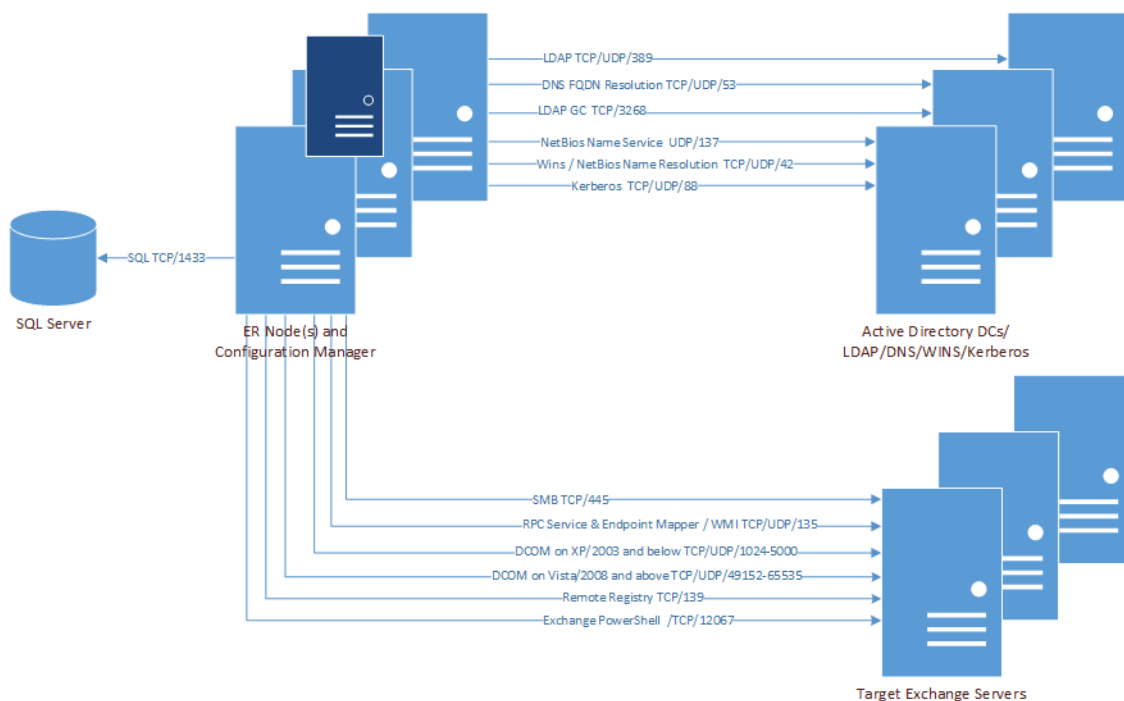 LDAP TCP/UDP/389
DNS FQDN Resolution TCP/UDP/53
LDAP GC TCP/3268
NetBios Name Service UDP/137
Wins / NetBios Name Resolution TCP/UDP/42
Kerberos TCP/UDP/88
SQL TCP/1433
SQL Server
ER Node(s) and
Configuration Manager
Active Directory DCs/
LDAP/DNS/WINS/Kerberos
SMB TCP/445
RPC Service & Endpoint Mapper / WMI TCP/UDP/135
DCOM on XP/2003 and below TCP/UDP/1024-5000
DCOM on Vista/2008 and above TCP/UDP/49152-65535
Remote Registry TCP/139
Exchange PowerShell /TCP/12067
Target Exchange Servers